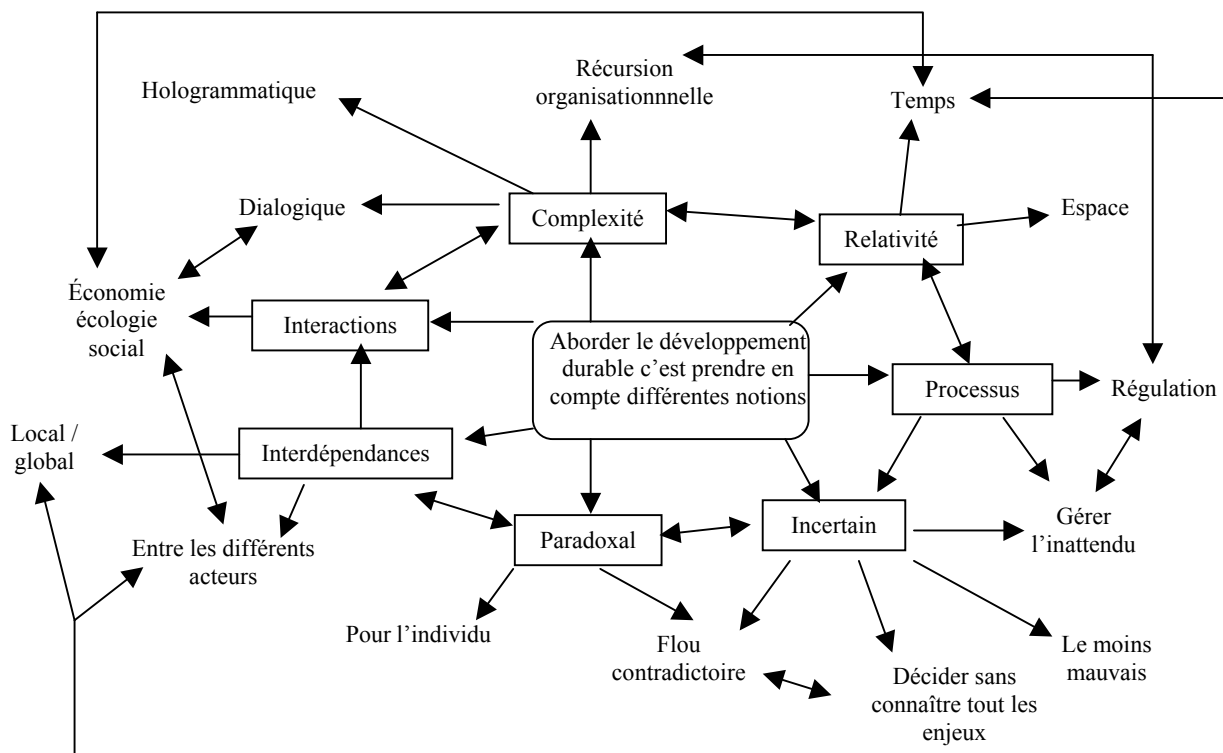 Récursion
organisationnnelle
Hologrammatique
Temps
Dialogique
Complexité
Espace
Relativité
Économie
écologie
social
Interactions
Aborder le développement
durable c’est prendre en
compte différentes notions
Processus
Régulation
Local /
global
Interdépendances
Entre les différents
acteurs
Paradoxal
Incertain
Gérer
l’inattendu
Pour l’individu
Flou
contradictoire
Le moins
mauvais
Décider sans
connaître tout les
enjeux